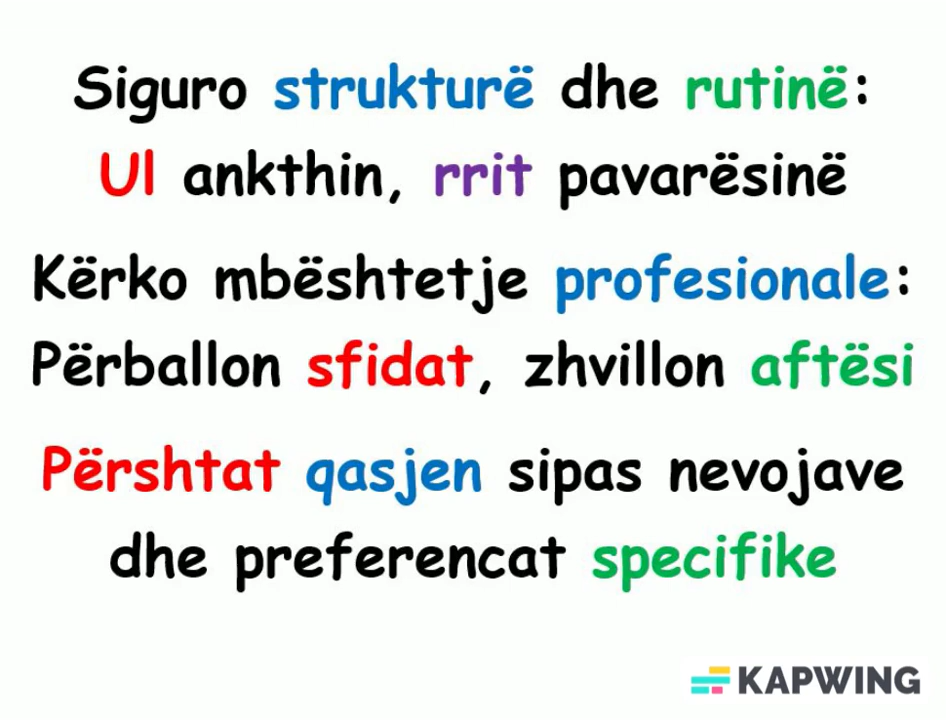 Siguro strukturë dhe rutinë:
Ul ankthin, rrit pavarësinë
Kërko mbështetje profesionale:
Përballon sfidat, zhvillon aftësi
Përshtat qasjen sipas nevojave
dhe preferencat specifike
KAPWING